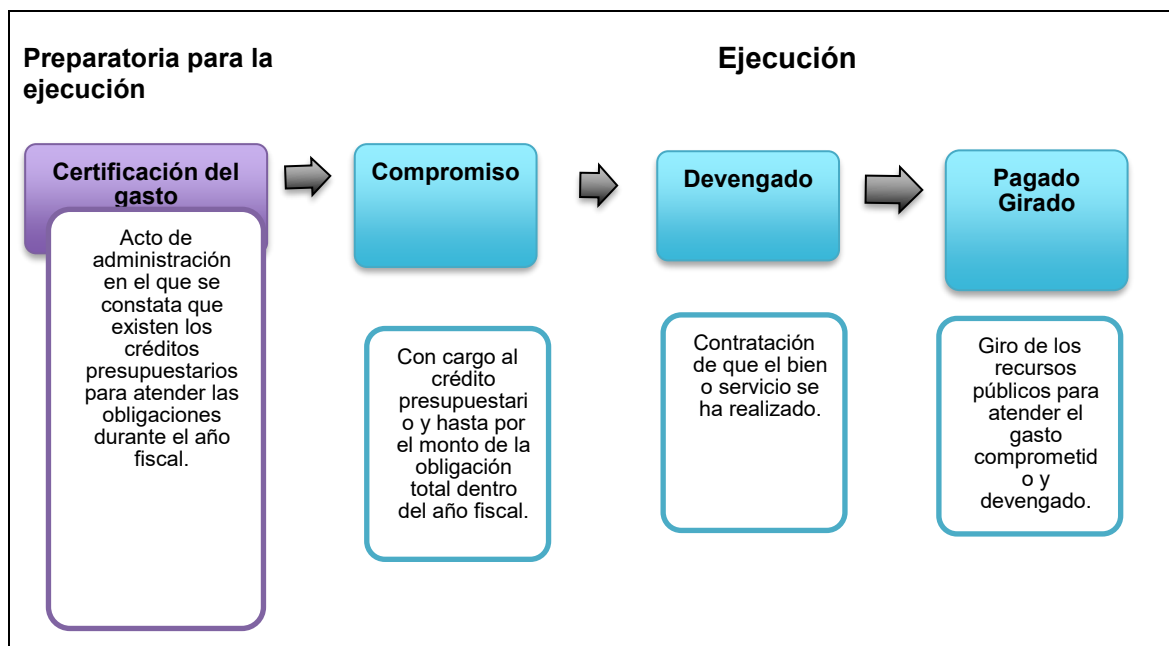 Preparatoria para la
ejecución
Ejecución
Certificación del
gasto
Acto de
administración
en el que se
constata que
existen los
créditos
presupuestarios
para atender las
obligaciones
durante el año
fiscal.
Compromiso
Con cargo al
crédito
presupuestari
o y hasta por
el monto de la
obligación
total dentro
del año fiscal.
Devengado
Contratación
de que el bien
o servicio se
ha realizado.
Pagado
Girado
Giro de los
recursos
públicos para
atender el
gasto
comprometid
o y
devengado.